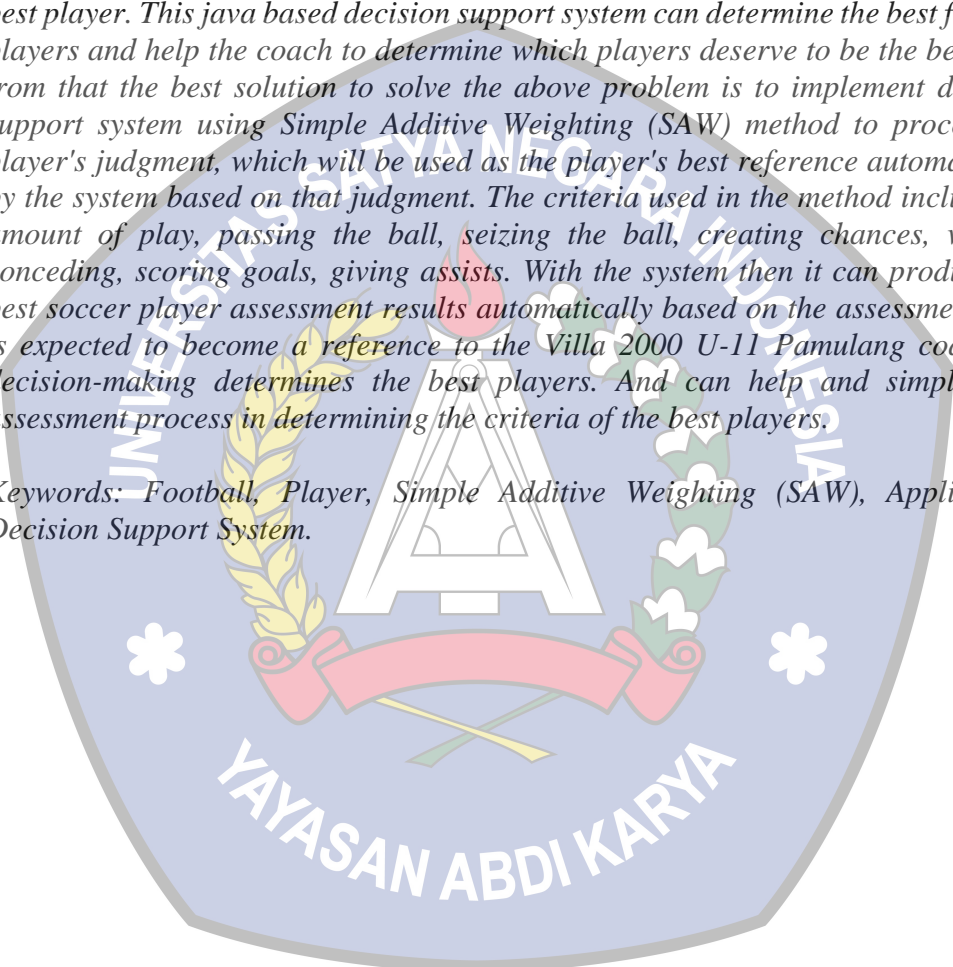 best player. This java based decision support system can determine the best f
players and help the coach to determine which players deserve to be the be
from that the best solution to solve the above problem is to implement d
support system using Simple Additive Weighting (SAW) method to proce
player's judgment, which will be used as the player's best reference automa
by the system based on that judgment. The criteria used in the method inclu
amount of play, passing the ball, seizing the ball, creating chances,
conceding, scoring goals, giving assists. With the system then it can produ
best soccer player assessment results automatically based on the assessme
is expected to become a reference to the Villa 2000 U-11 Pamulang coa
decision-making determines the best players. And can help and simpl
assessment process in determining the criteria of the best players.
Keywords: Football, Player, Simple Additive Weighting (SAW), Appli
Decision Support System.
UNIVERSITAS SATYA NEGARA INDONESIA
YAYASAN ABDI KARYA